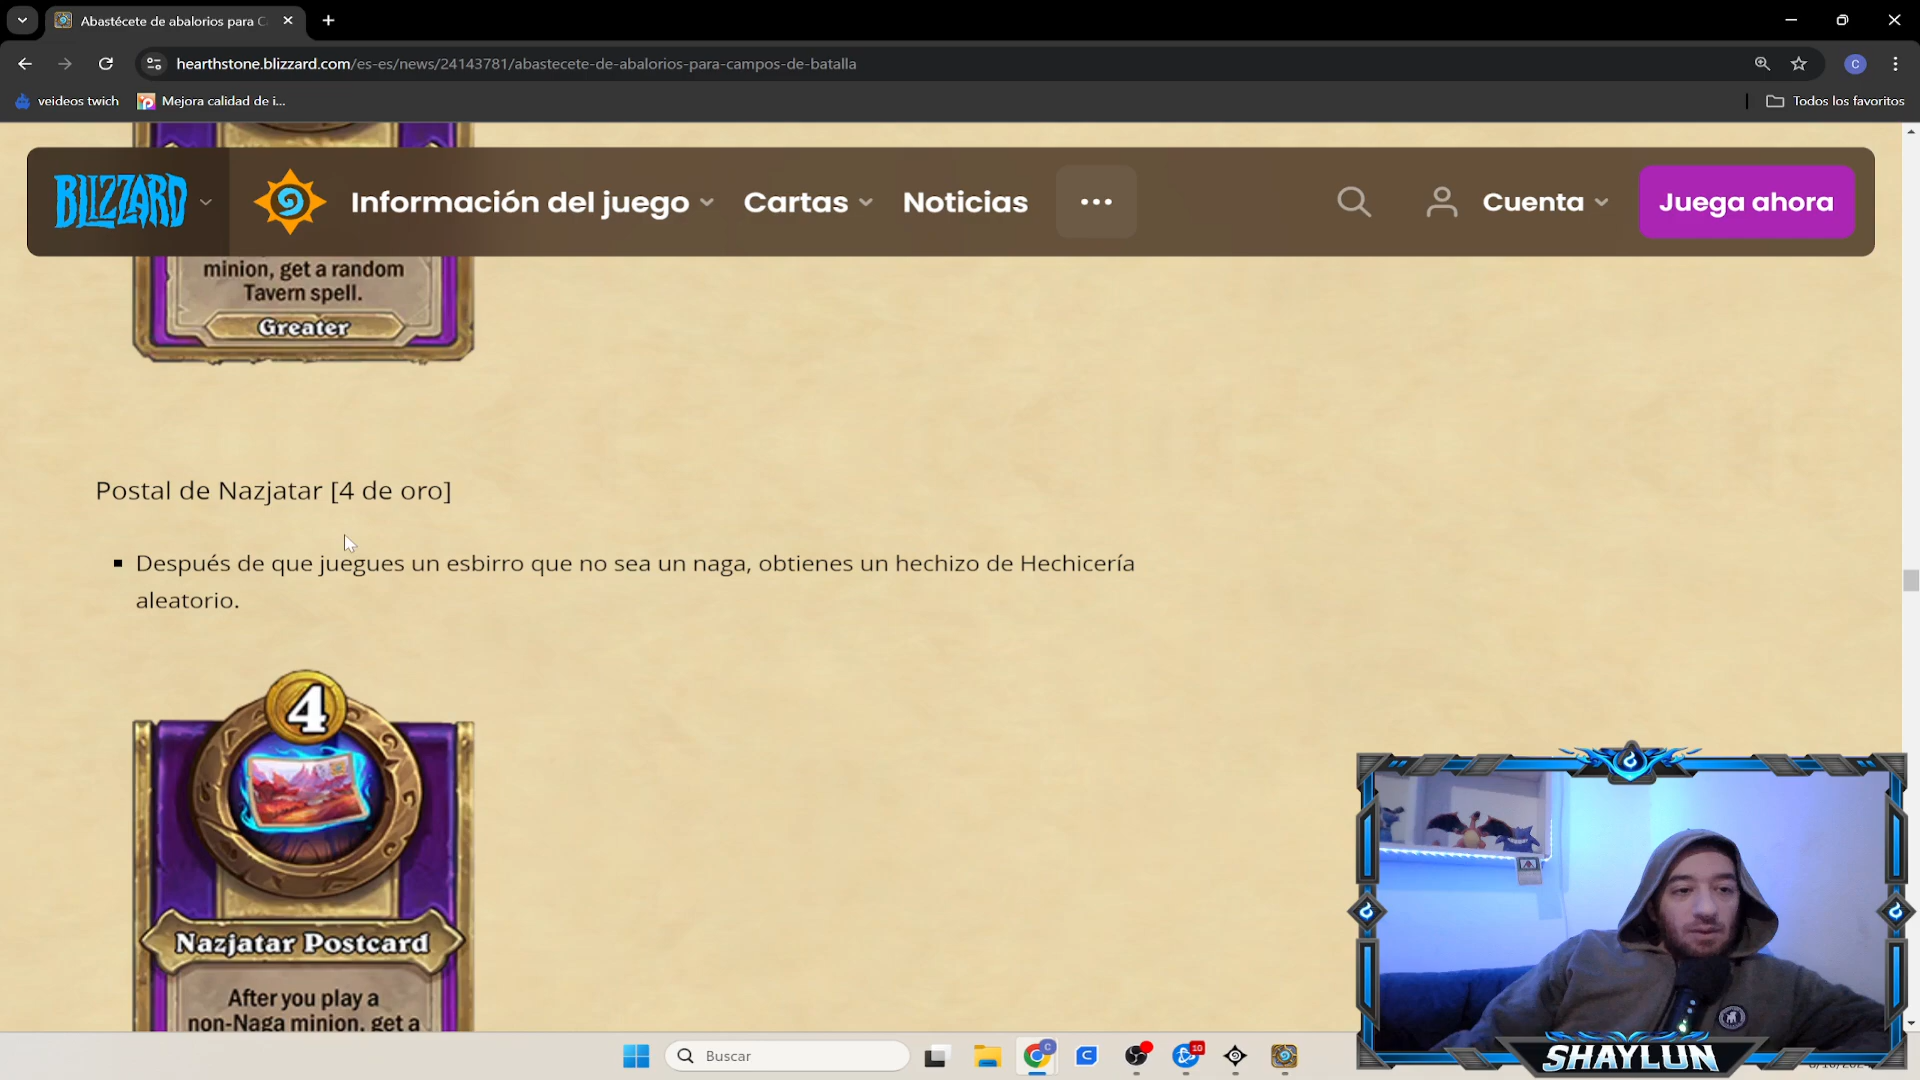 Abastécete de abalorios para C
hearthstone.blizzard.com/es-es/news/24143781/abastecete-de-abalorios-para-campos-de-batalla
C
veideos twich
Mejora calidad de i...
Todos los favoritos
BLIZZARD
Información del juego
Cartas
Noticias
Cuenta
Juega ahora
minion, get a random
Tavern spell.
Greater
Postal de Nazjatar [4 de oro]
Después de que juegues un esbirro que no sea un naga, obtienes un hechizo de Hechicería
aleatorio.
4
Nazjatar Postcard
After you play a
non-Naga minion, get a
Buscar
C
10
SHAYLUN